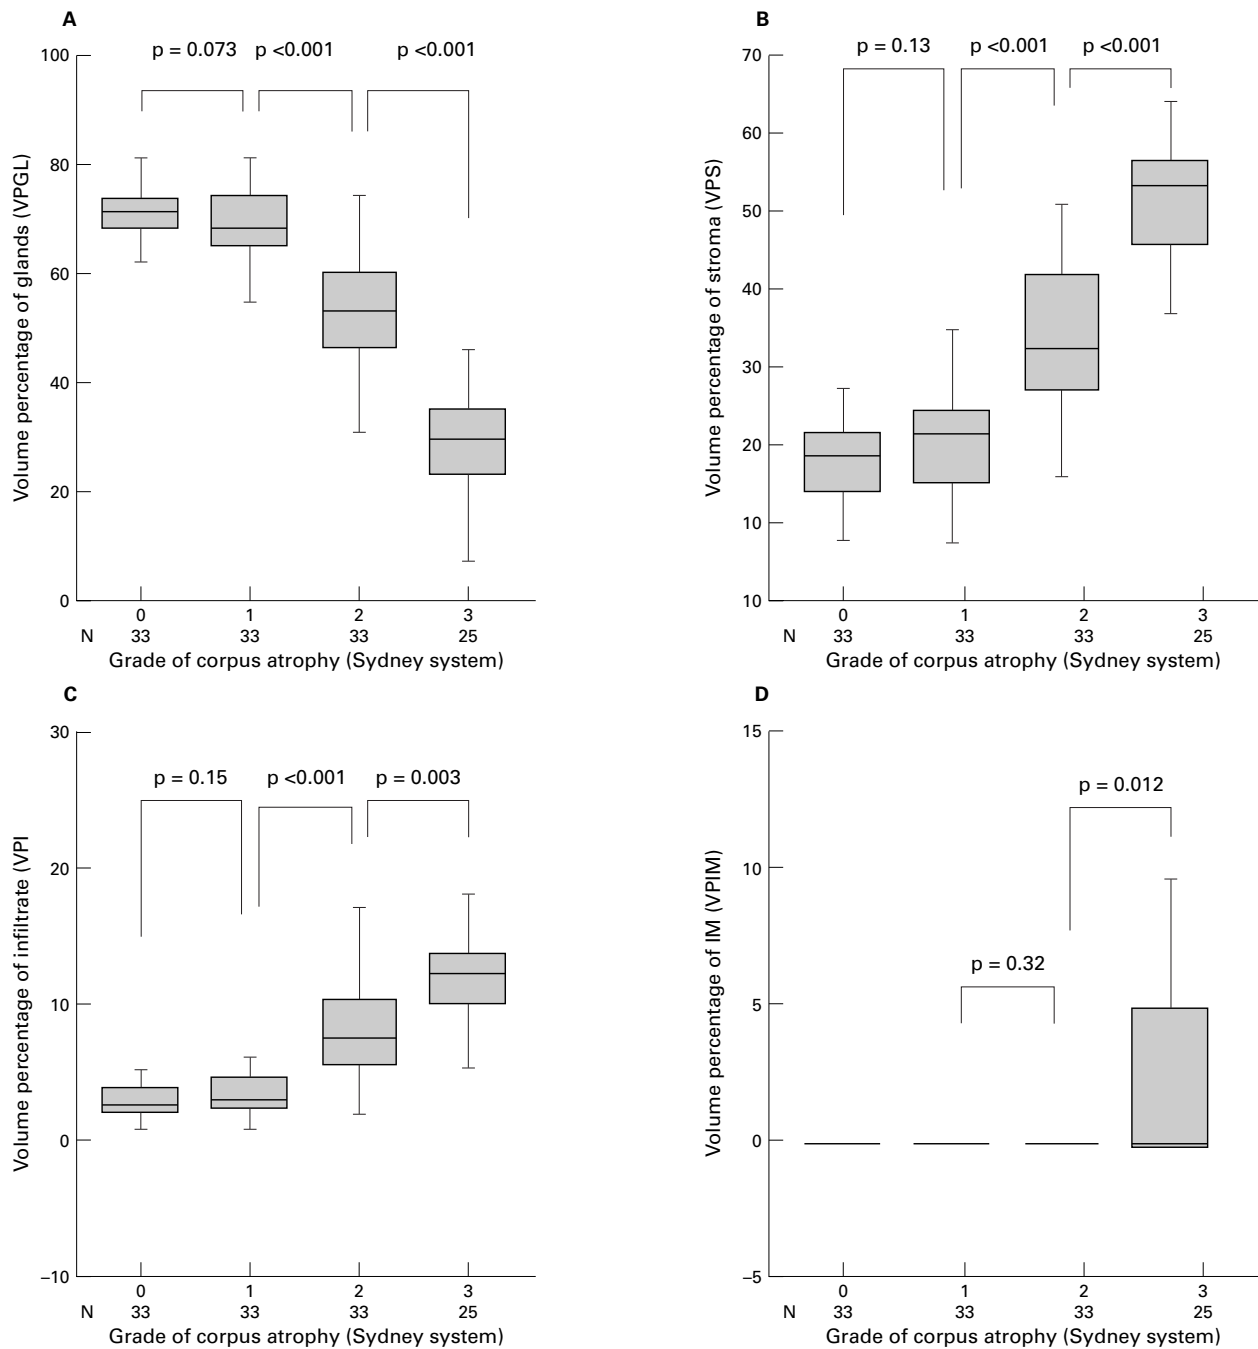 A
p = 0.073 p <0.001 p <0.001
Volume percentage of glands (VPGL)
100
80
60
40
20
0
0 1 2 3
N 33 33 33 25
Grade of corpus atrophy (Sydney system)
B
p = 0.13 p <0.001 p <0.001
Volume percentage of stroma (VPS)
70
60
50
40
30
20
10
10
0 1 2 3
N 33 33 33 25
Grade of corpus atrophy (Sydney system)
C
p = 0.15 p <0.001 p = 0.003
Volume percentage of infiltrate (VPI
30
20
10
0
–10
0 1 2 3
N 33 33 33 25
Grade of corpus atrophy (Sydney system)
D
p = 0.012
p = 0.32
Volume percentage of IM (VPIM)
15
10
5
0
–5
0 1 2 3
N 33 33 33 25
Grade of corpus atrophy (Sydney system)